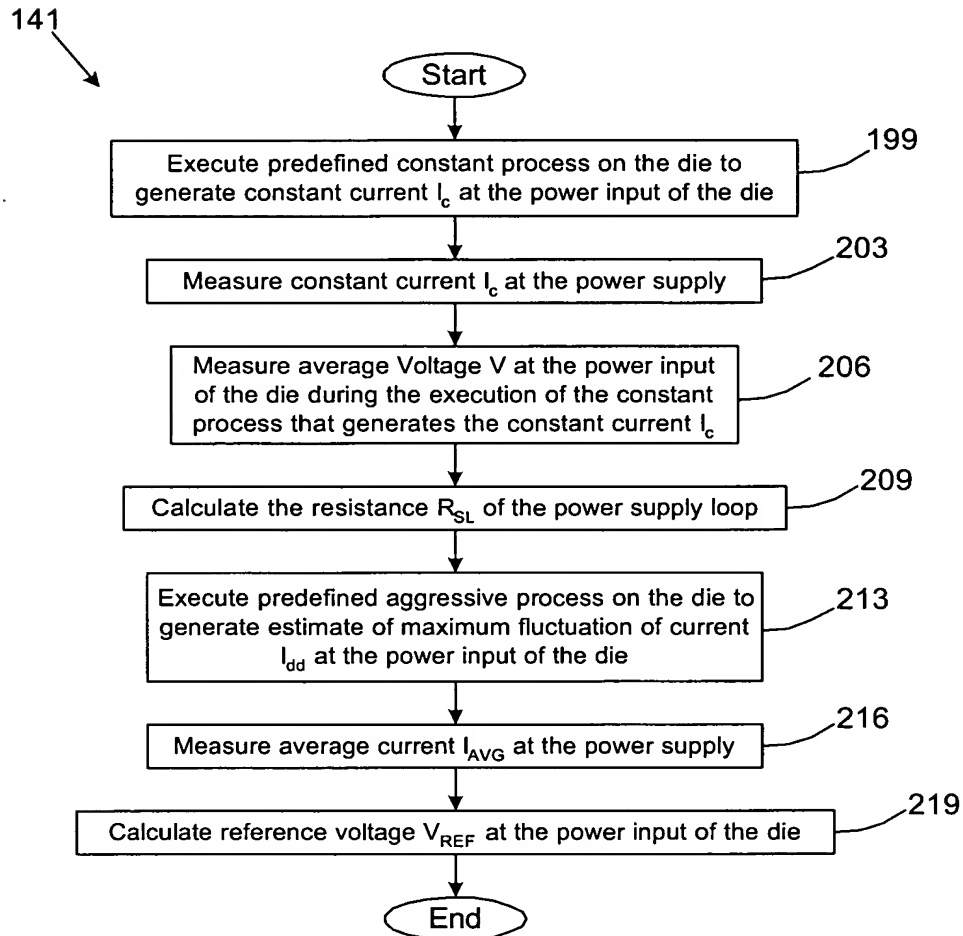 141
Start
199
Execute predefined constant process on the die to
generate constant current Ic at the power input of the die
203
Measure constant current Ic at the power supply
206
Measure average Voltage V at the power input
of the die during the execution of the constant
process that generates the constant current Ic
209
Calculate the resistance RSL of the power supply loop
213
Execute predefined aggressive process on the die to
generate estimate of maximum fluctuation of current
Idd at the power input of the die
216
Measure average current IAVG at the power supply
219
Calculate reference voltage VREF at the power input of the die
End